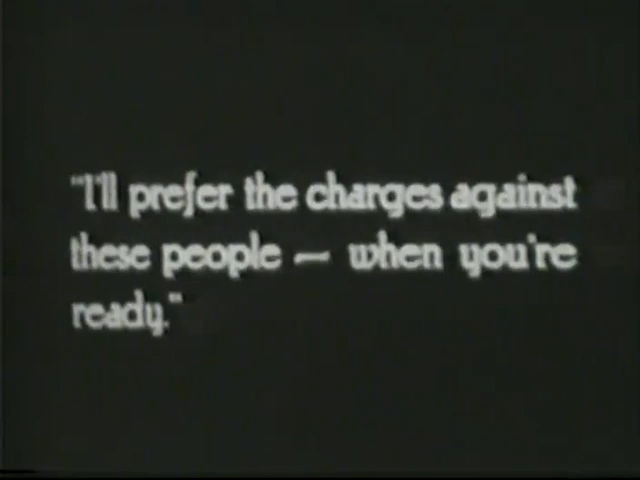 "I'll prefer the charges against
these people — when you're
ready."